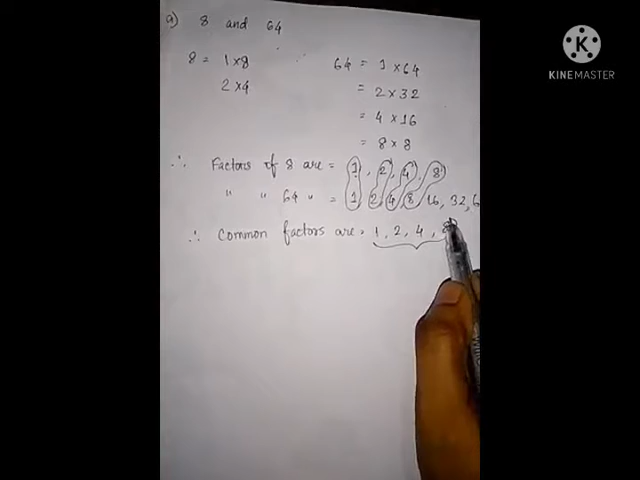 a) 8 and 64
8 = 1 x 8
64 = 1 x 64
2 x 4
= 2 x 32
= 4 x 16
= 8 x 8
∴ Factors of 8 are = 1, 2, 4, 8
" " 64 " = 1, 2, 4, 8, 16, 32, 6
∴ Common factors are = 1, 2, 4, 8
K
KINEMASTER